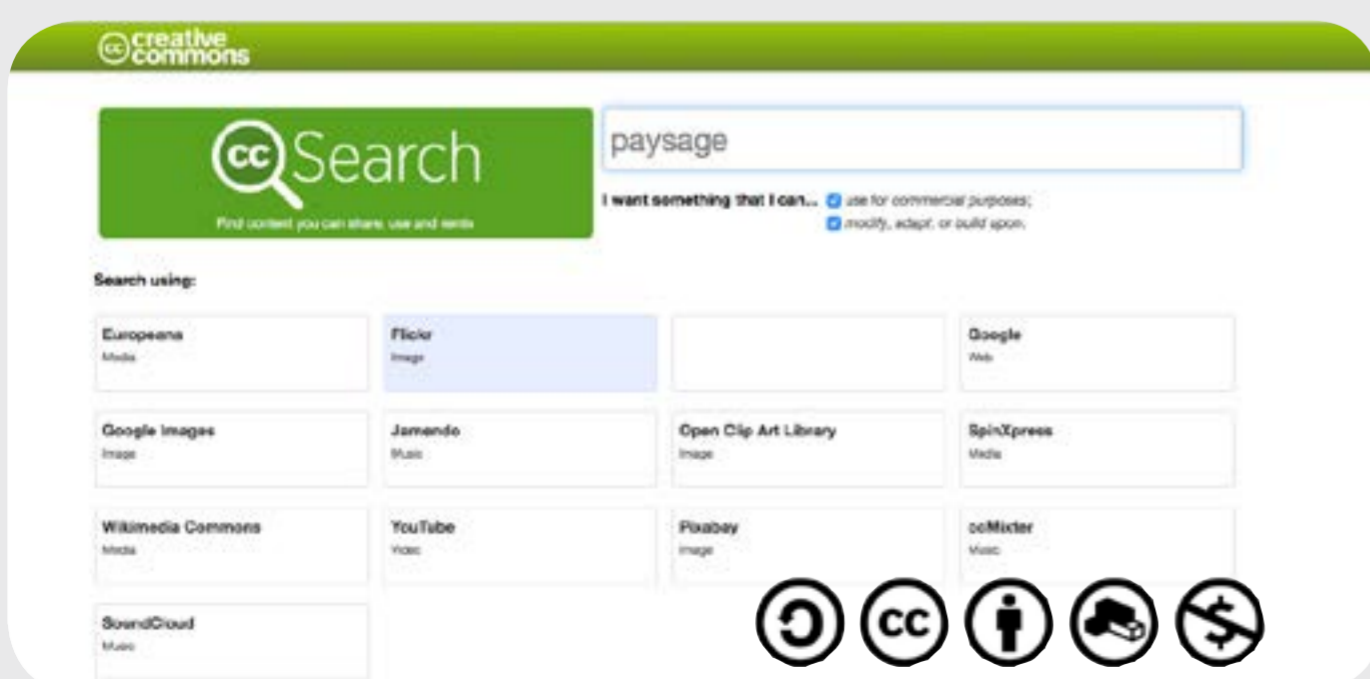 creative
commons
cc Search
Find content you can share, use and remix
paysage
I want something that I can... use for commercial purposes;
modify, adapt, or build upon.
Search using:
Europeana
Media
Flickr
Image
Google
Web
Google Images
Image
Jamendo
Music
Open Clip Art Library
Image
SpinXpress
Media
Wikimedia Commons
Media
YouTube
Video
Pixabay
Image
ccMixter
Music
SoundCloud
Music
cc